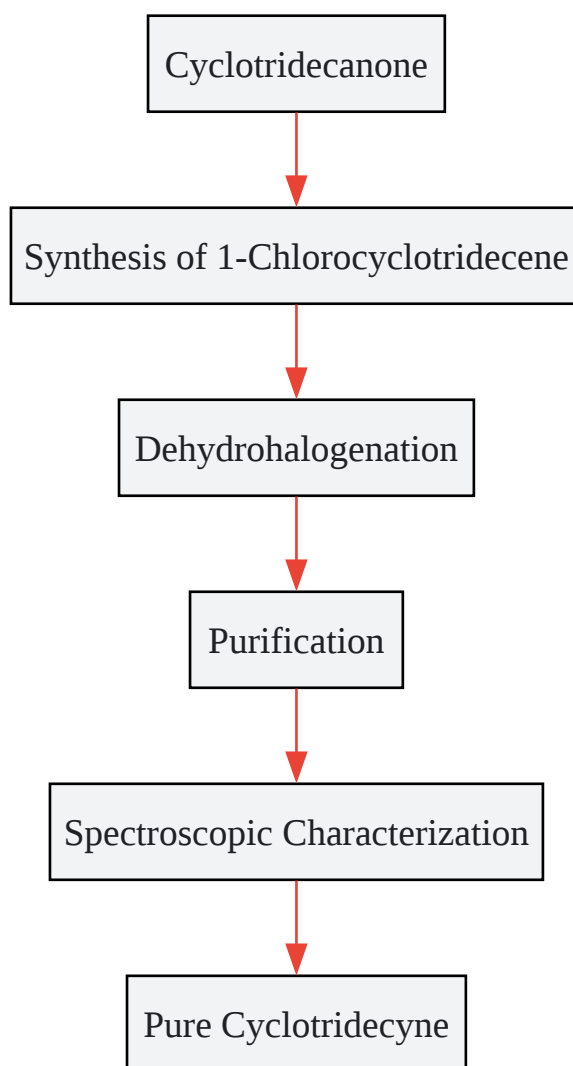 Cyclotridecanone
Synthesis of 1-Chlorocyclotridecene
Dehydrohalogenation
Purification
Spectroscopic Characterization
Pure Cyclotridecyne